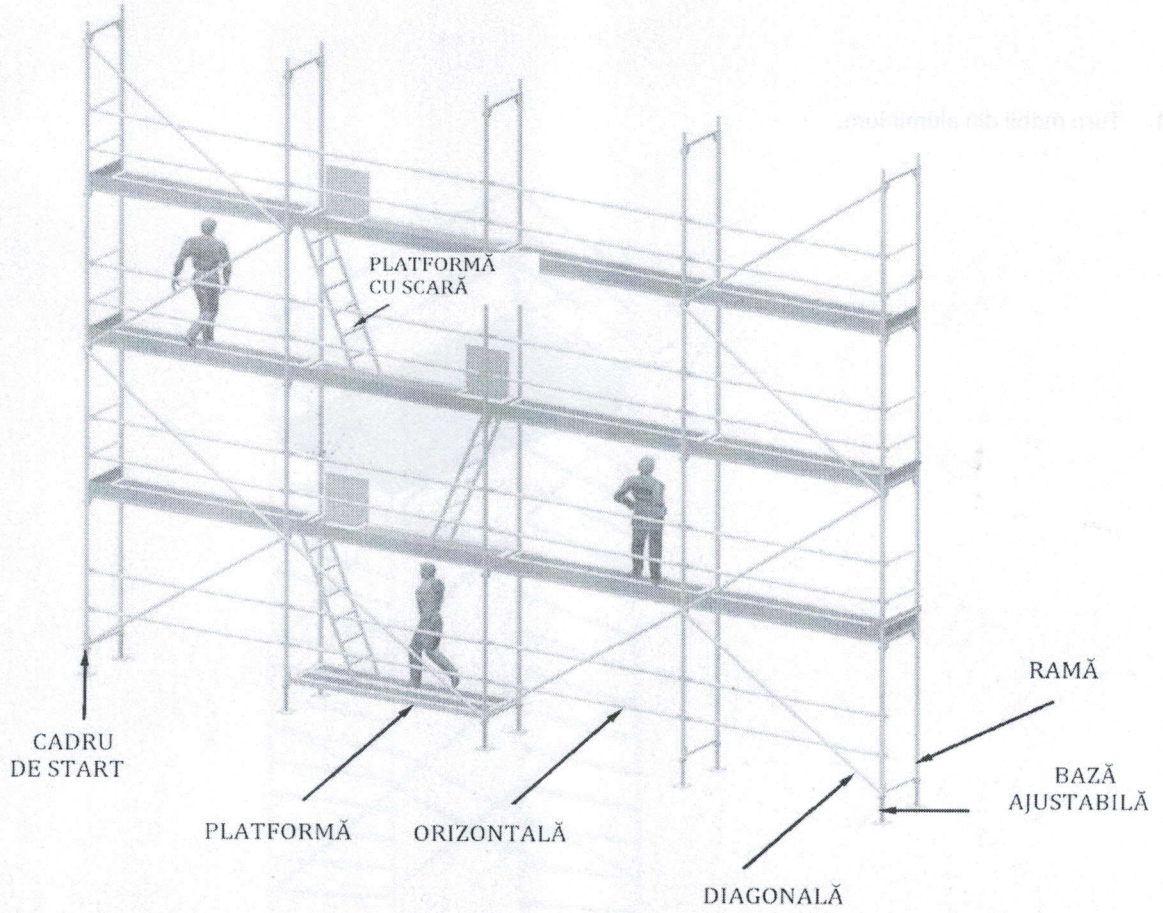 PLATFORMĂ
CU SCARĂ
RAMĂ
CADRU
DE START
BAZĂ
AJUSTABILĂ
PLATFORMĂ
ORIZONTALĂ
DIAGONALĂ